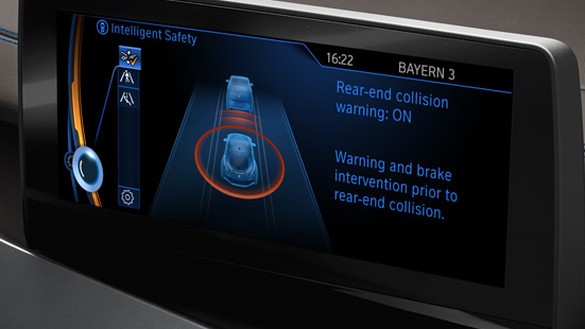 Intelligent Safety
16:22 BAYERN 3
Rear-end collision
warning: ON
Warning and brake
intervention prior to
rear-end collision.